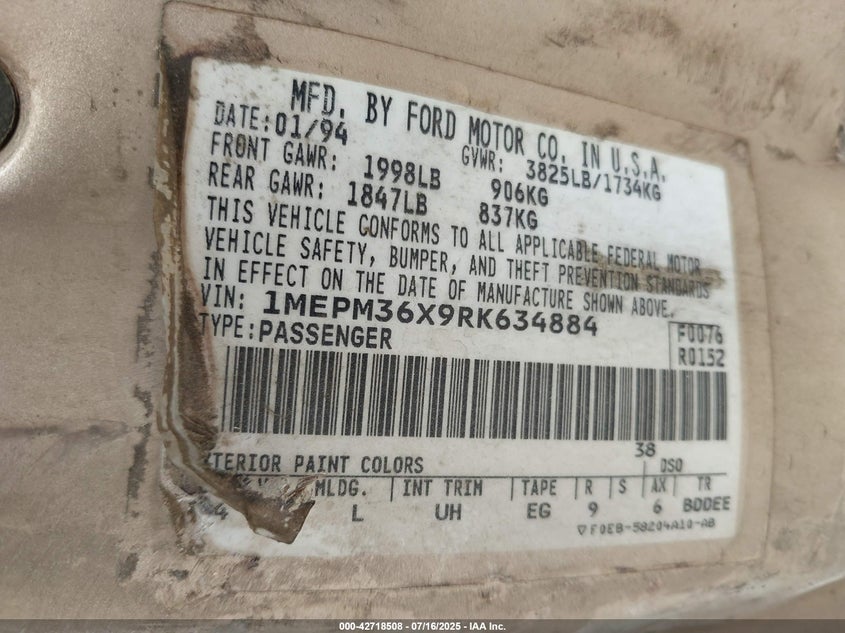 MFD. BY FORD MOTOR CO. IN U.S.A.
DATE:01/94 GVWR: 3825LB/1734KG
FRONT GAWR: 1998LB 906KG
REAR GAWR: 1847LB 837KG
THIS VEHICLE CONFORMS TO ALL APPLICABLE FEDERAL MOTOR
VEHICLE SAFETY, BUMPER, AND THEFT PREVENTION STANDARDS
IN EFFECT ON THE DATE OF MANUFACTURE SHOWN ABOVE.
VIN: 1MEPM36X9RK634884
TYPE:PASSENGER
F0076
R0152
38
TERIOR PAINT COLORS DSO
MLDG. INT TRIM TAPE R S AX TR
4 L UH EG 9 6 BDDEE
▽F0EB-58204A10-AB
000-42718508 - 07/16/2025 - IAA Inc.